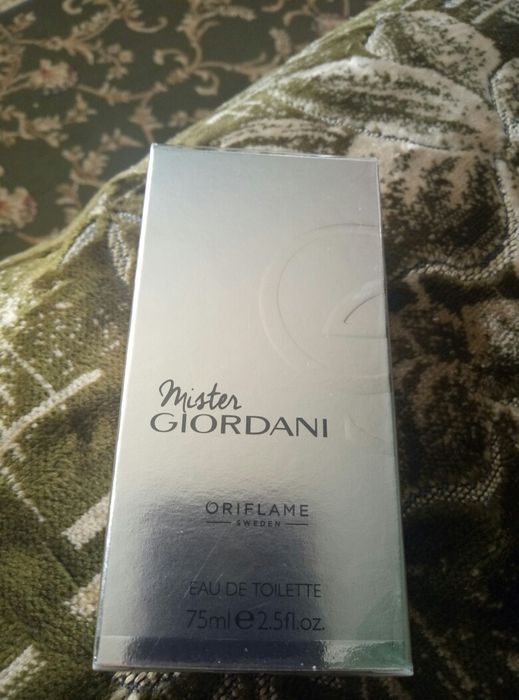 Mister
GIORDANI
ORIFLAME
SWEDEN
EAU DE TOILETTE
75ml e 2.5fl.oz.